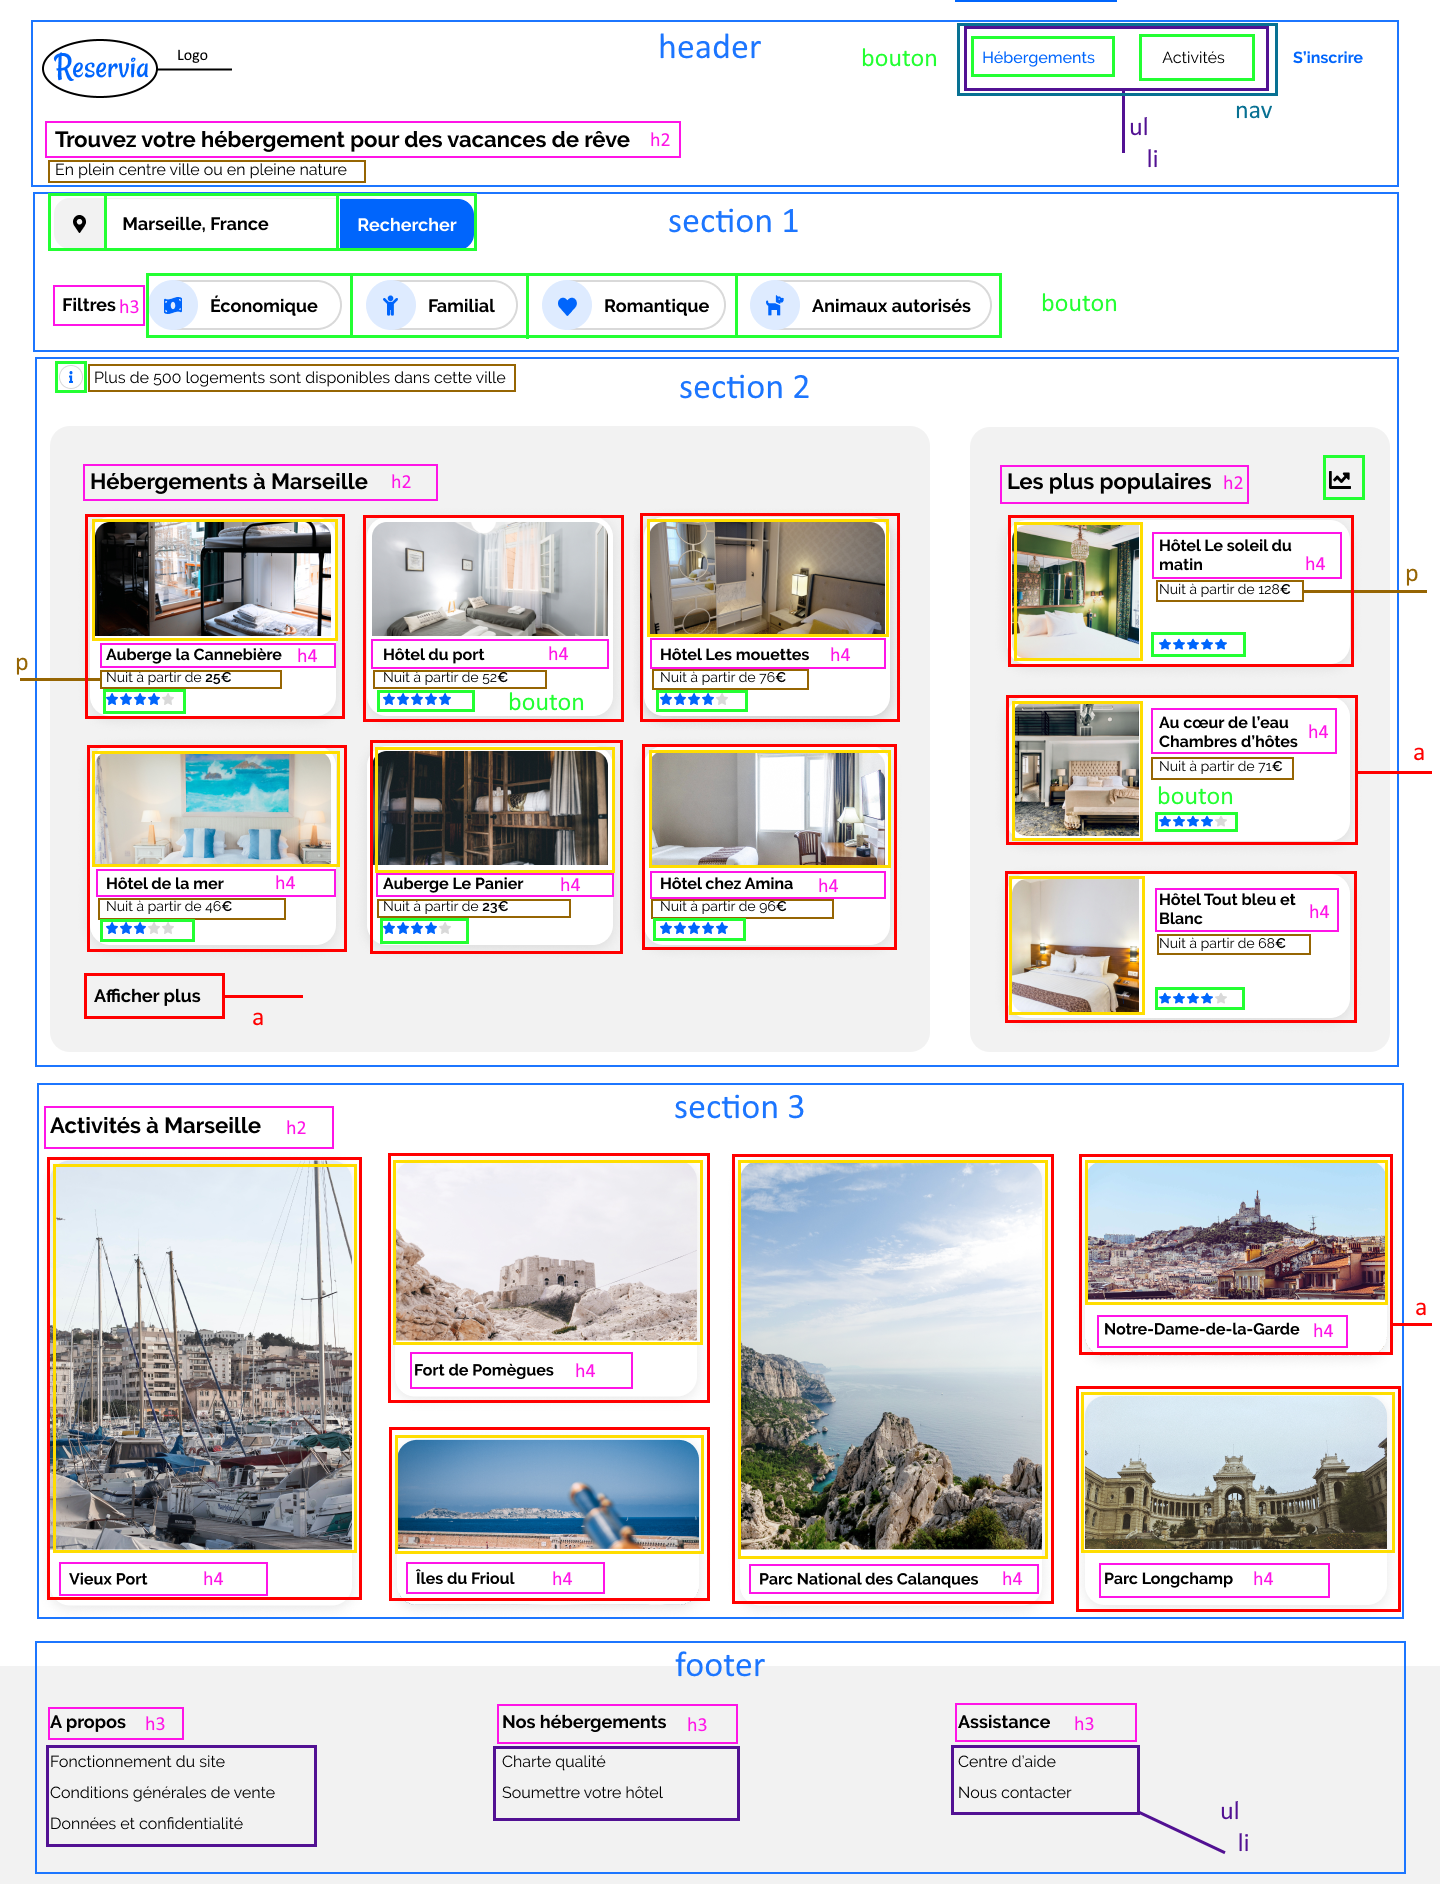 header
Reservia
Logo
bouton
Hébergements
Activités
S'inscrire
nav
ul
li
Trouvez votre hébergement pour des vacances de rêve h2
En plein centre ville ou en pleine nature
section 1
Marseille, France
Rechercher
Filtres h3
Économique
Familial
Romantique
Animaux autorisés
bouton
section 2
Plus de 500 logements sont disponibles dans cette ville
Hébergements à Marseille h2
Auberge la Cannebière h4
Nuit à partir de 25€
p
Hôtel du port h4
Nuit à partir de 52€
bouton
Hôtel Les mouettes h4
Nuit à partir de 76€
Hôtel de la mer h4
Nuit à partir de 46€
Auberge Le Panier h4
Nuit à partir de 23€
Hôtel chez Amina h4
Nuit à partir de 96€
Afficher plus
a
Les plus populaires h2
Hôtel Le soleil du
matin h4
Nuit à partir de 128€
p
Au cœur de l'eau
Chambres d'hôtes h4
Nuit à partir de 71€
a
bouton
Hôtel Tout bleu et
Blanc h4
Nuit à partir de 68€
section 3
Activités à Marseille h2
Vieux Port h4
Fort de Pomègues h4
Îles du Frioul h4
Parc National des Calanques h4
Notre-Dame-de-la-Garde h4
a
Parc Longchamp h4
footer
A propos h3
Fonctionnement du site
Conditions générales de vente
Données et confidentialité
Nos hébergements h3
Charte qualité
Soumettre votre hôtel
Assistance h3
Centre d'aide
Nous contacter
ul
li